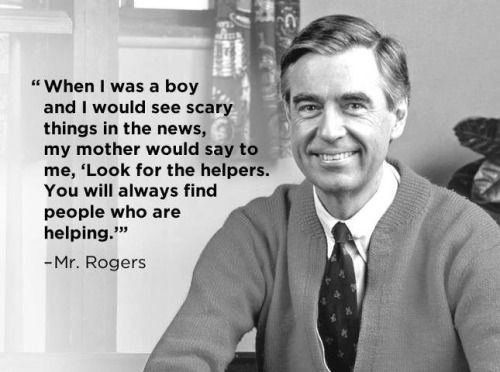 “When I was a boy
and I would see scary
things in the news,
my mother would say to
me, ‘Look for the helpers.
You will always find
people who are
helping.’”
–Mr. Rogers